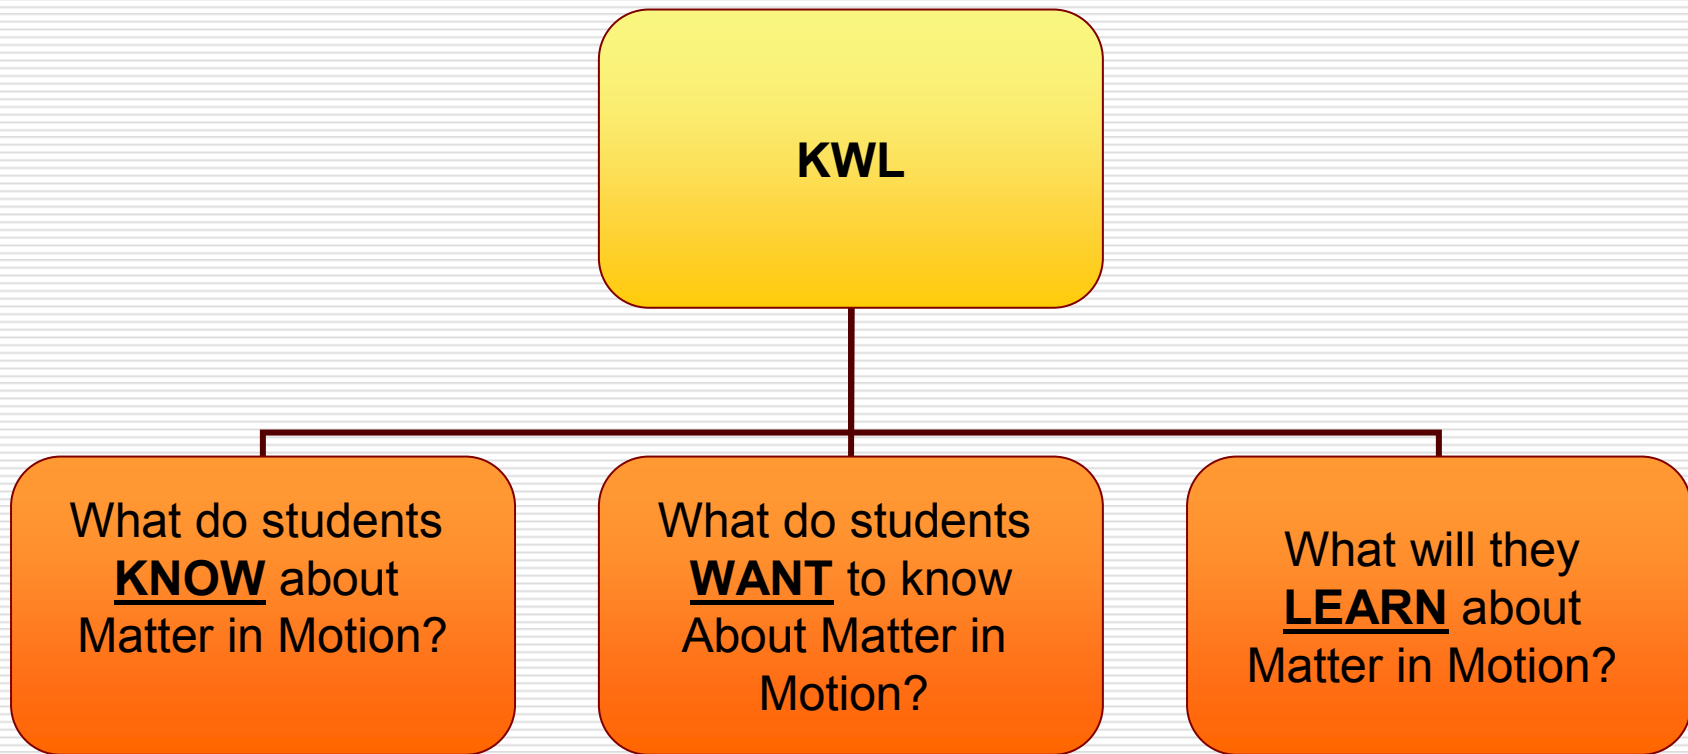 KWL
What do students
KNOW about
Matter in Motion?
What do students
WANT to know
About Matter in
Motion?
What will they
LEARN about
Matter in Motion?